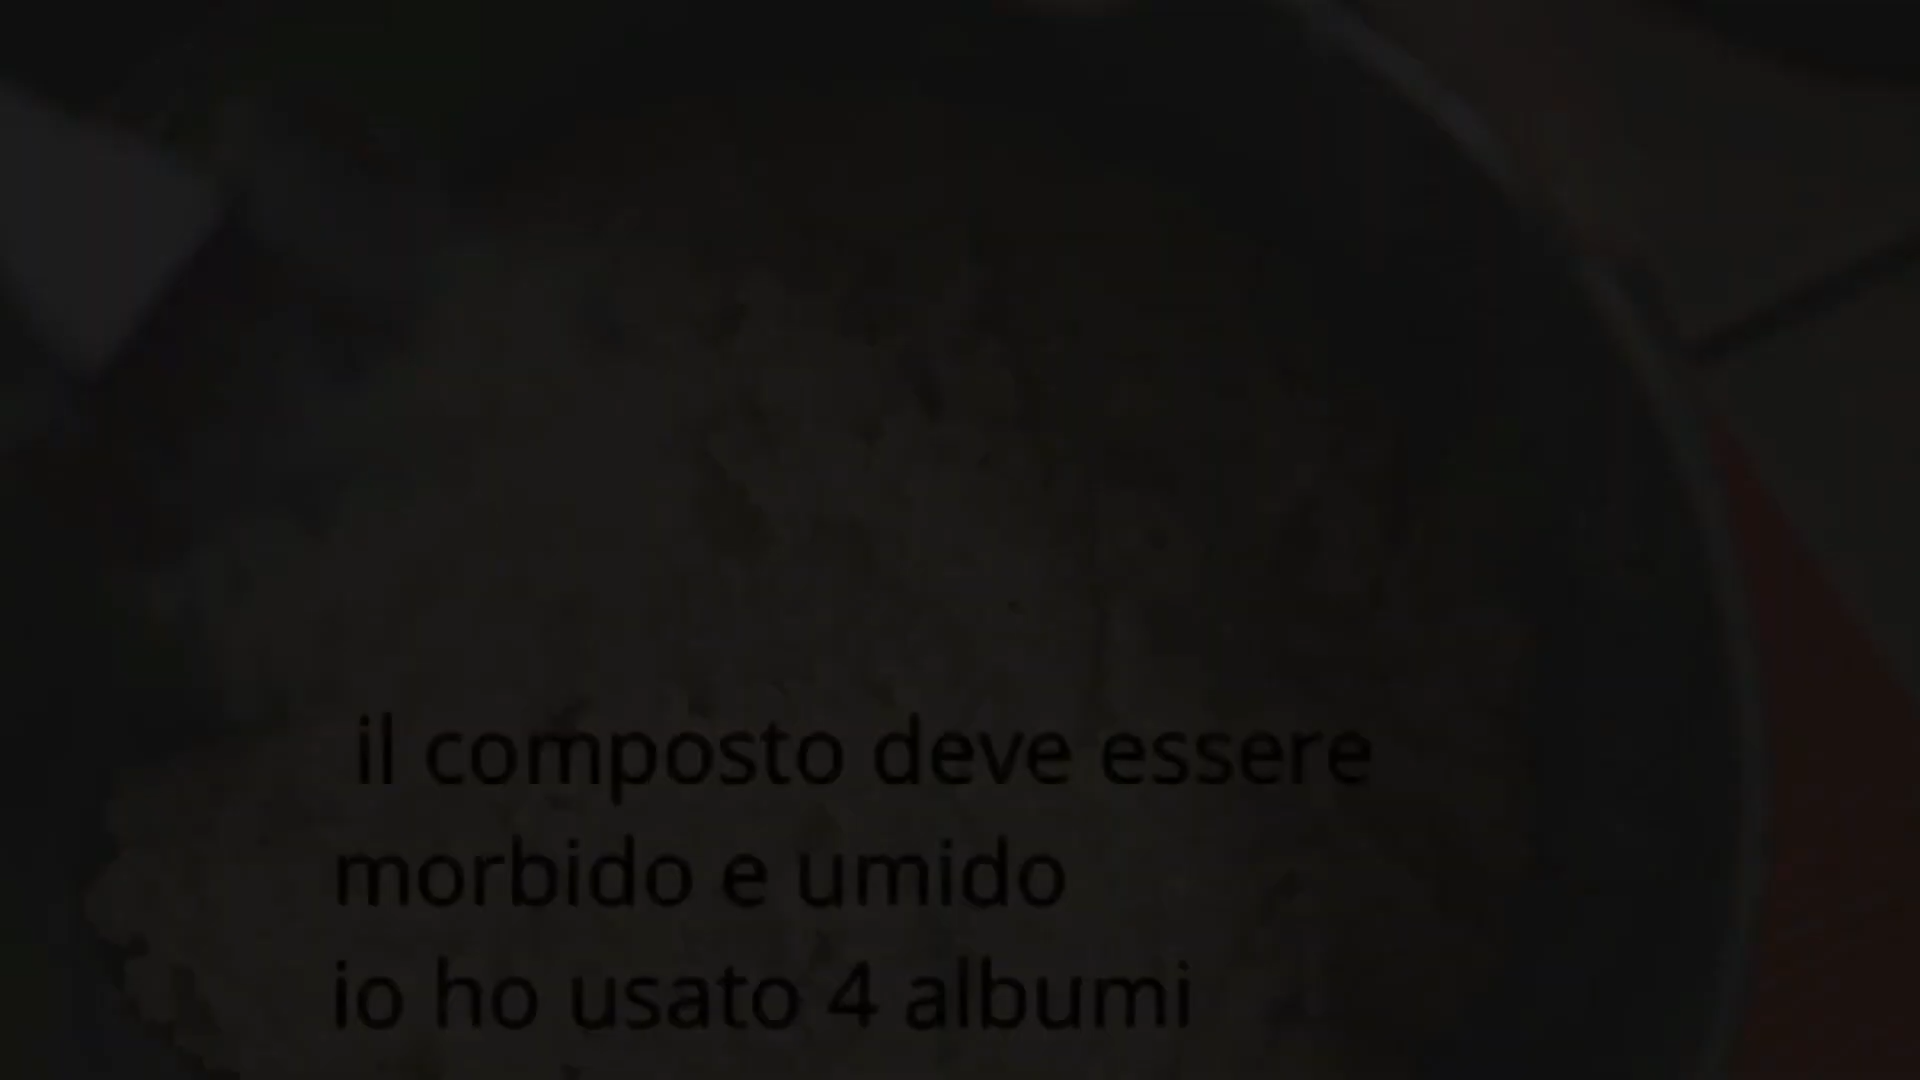 il composto deve essere
morbido e umido
io ho usato 4 albumi